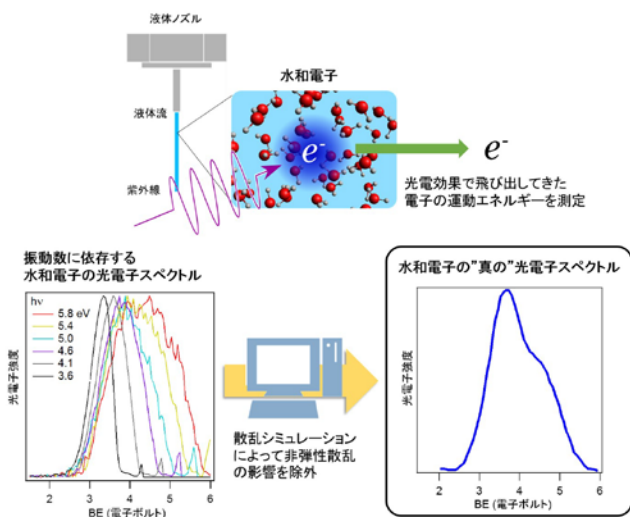 液体ノズル
水和電子
液体流
e-
e-
紫外線
光電効果で飛び出してきた
電子の運動エネルギーを測定
振動数に依存する
水和電子の光電子スペクトル
hν
5.8 eV
5.4
5.0
4.6
4.1
3.6
光電子強度
2 3 4 5 6
BE (電子ボルト)
散乱シミュレーション
によって非弾性散乱
の影響を除外
水和電子の"真の"光電子スペクトル
光電子強度
2 3 4 5 6
BE (電子ボルト)